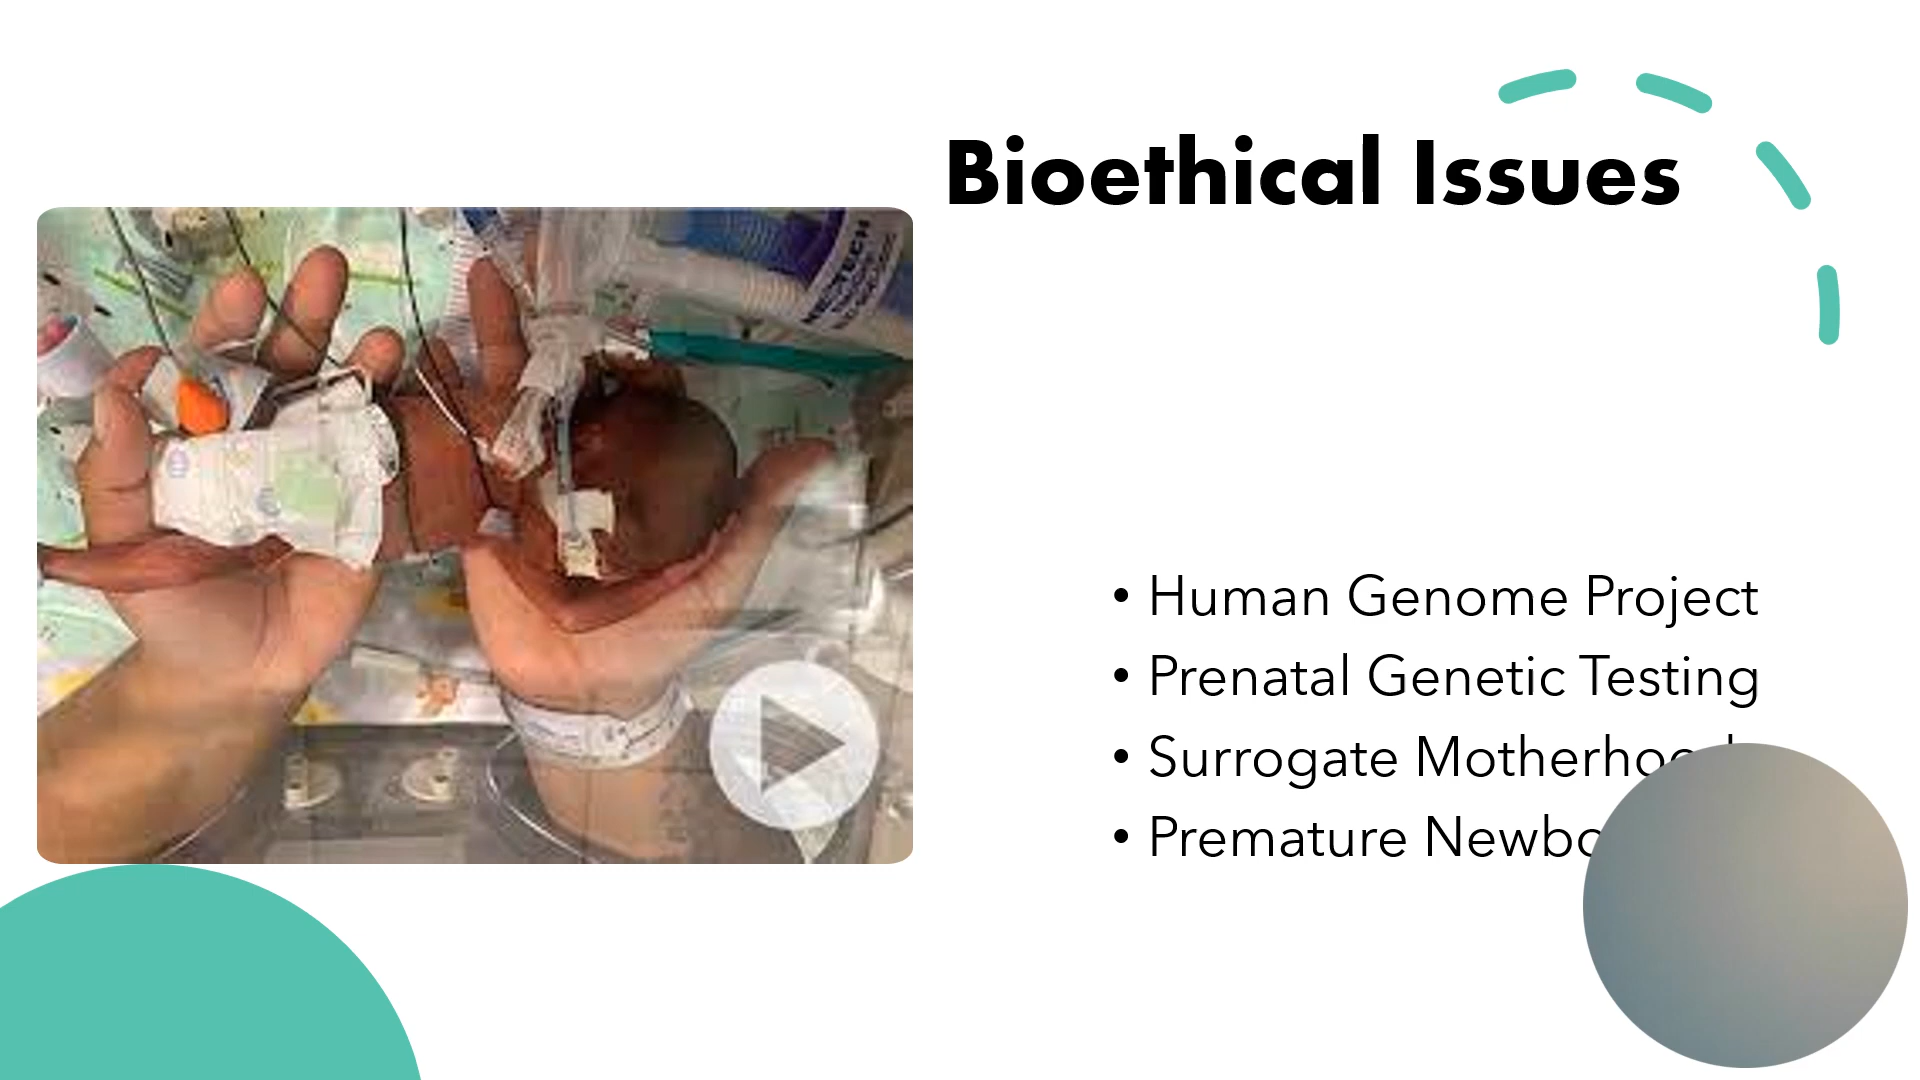 Bioethical Issues
• Human Genome Project
• Prenatal Genetic Testing
• Surrogate
• Premature